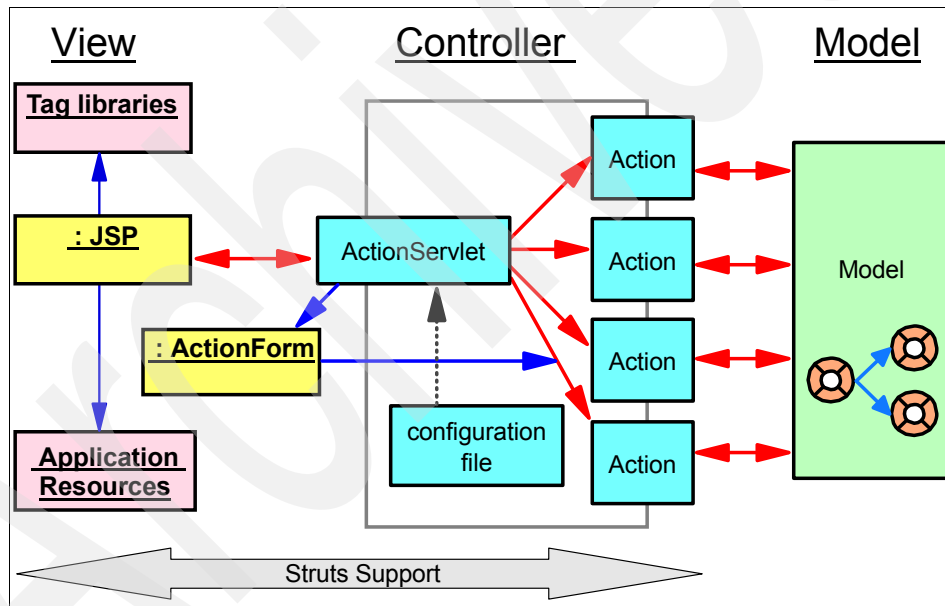 View
Controller
Model
Tag libraries
: JSP
ActionServlet
: ActionForm
configuration
file
Application
Resources
Action
Action
Action
Action
Model
Struts Support